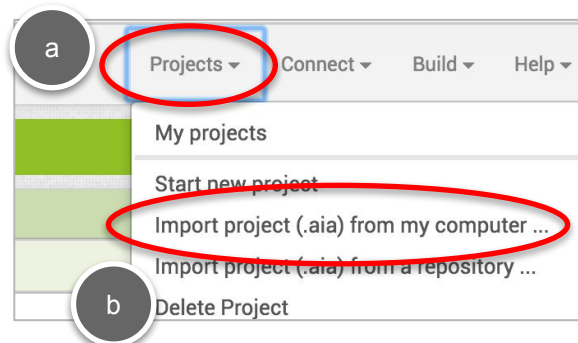 a
Projects Connect Build Help
My projects
Start new project
Import project (.aia) from my computer ...
Import project (.aia) from a repository ...
b
Delete Project